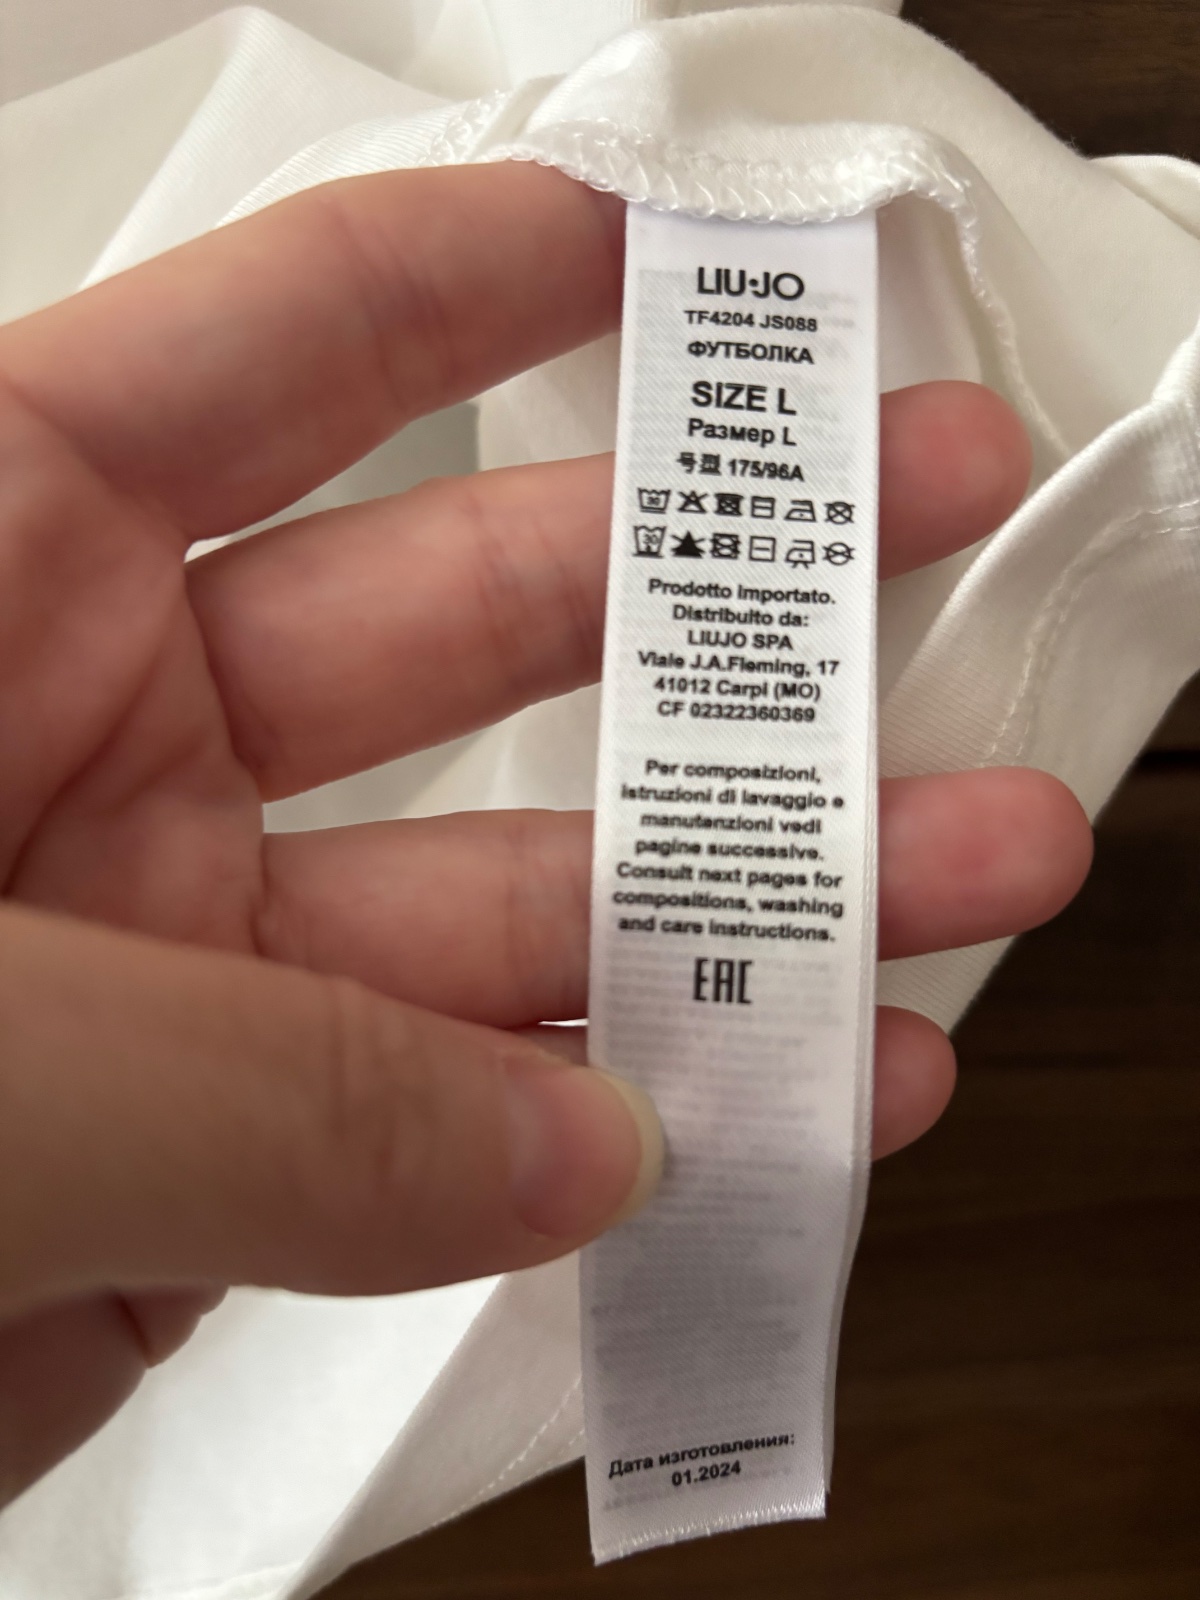 LIU·JO
TF4204 JS088
ФУТБОЛКА
SIZE L
Размер L
号型 175/96A
30
30
Prodotto importato.
Distribuito da:
LIUJO SPA
Viale J.A.Fleming, 17
41012 Carpi (MO)
CF 02322360369
Per composizioni,
istruzioni di lavaggio e
manutenzioni vedi
pagine successive.
Consult next pages for
compositions, washing
and care instructions.
EAC
Дата изготовления:
01.2024